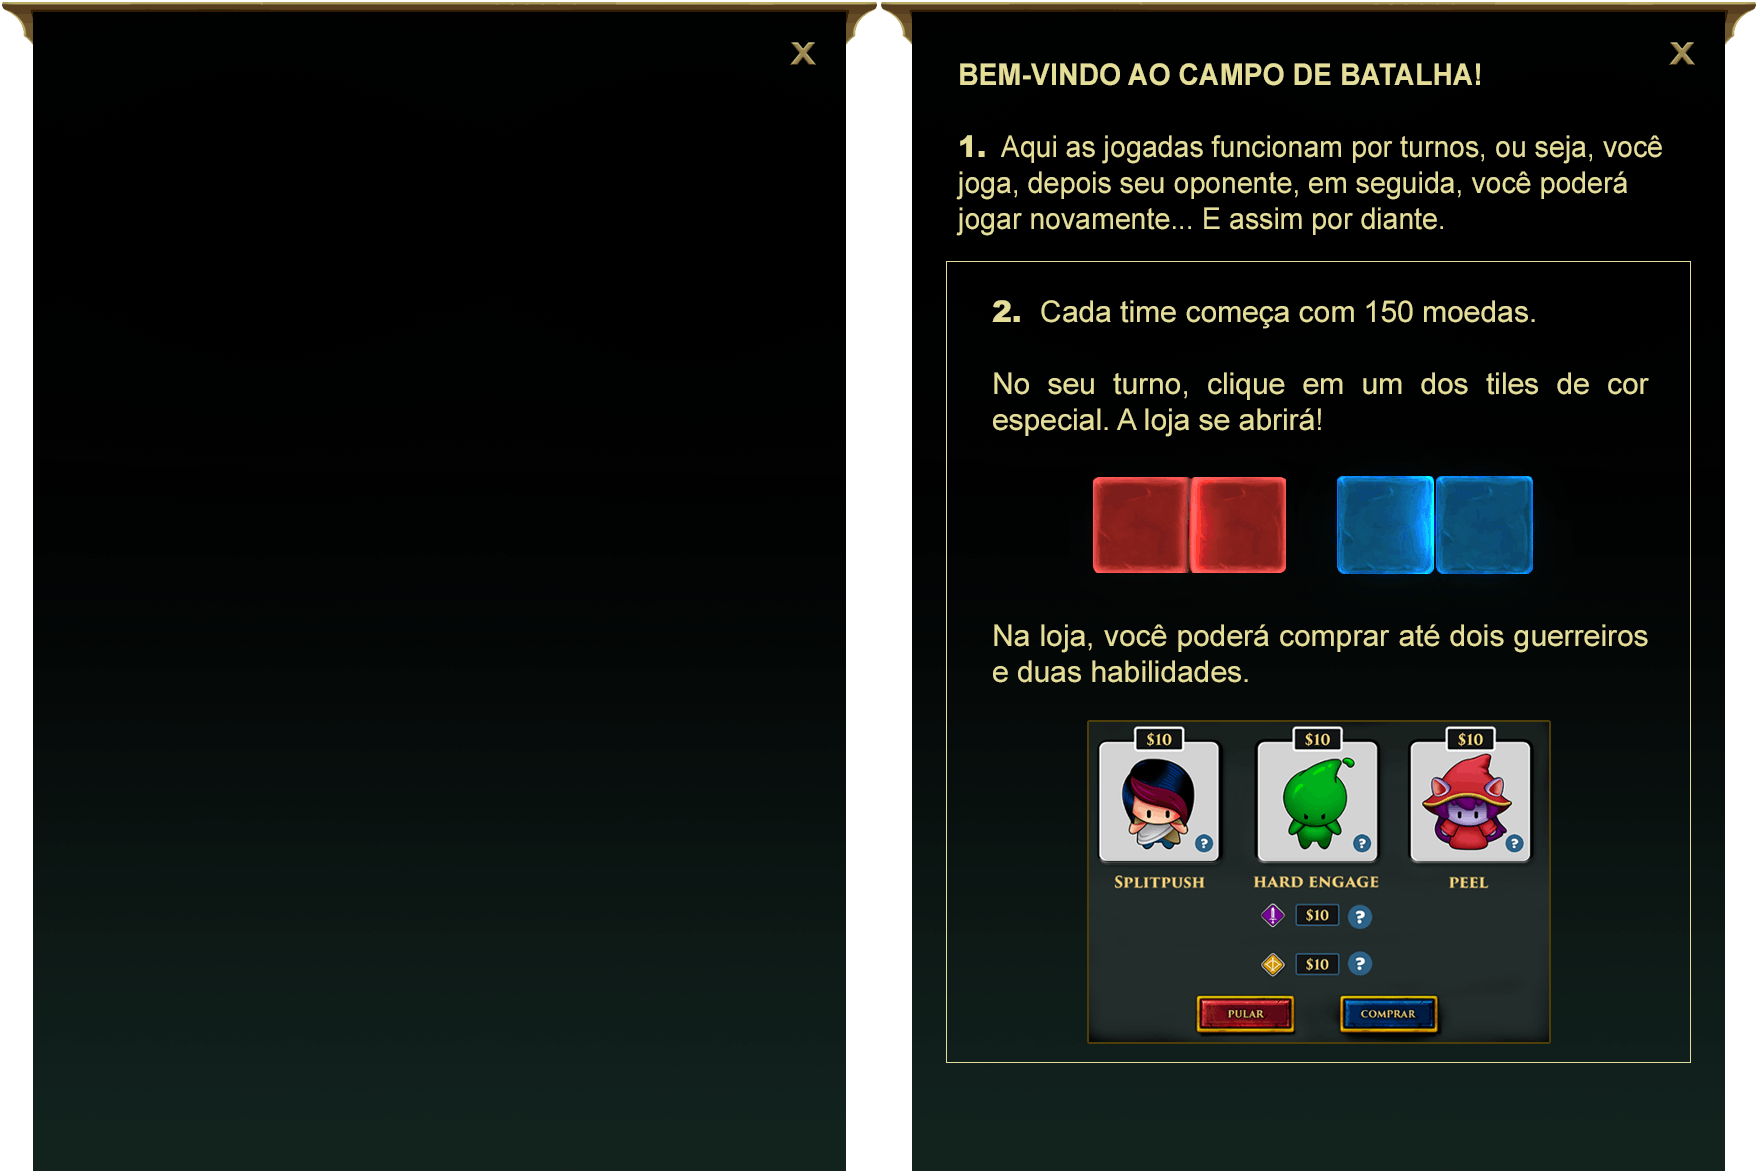 X
X
BEM-VINDO AO CAMPO DE BATALHA!
1. Aqui as jogadas funcionam por turnos, ou seja, você
joga, depois seu oponente, em seguida, você poderá
jogar novamente... E assim por diante.
2. Cada time começa com 150 moedas.
No seu turno, clique em um dos tiles de cor
especial. A loja se abrirá!
Na loja, você poderá comprar até dois guerreiros
e duas habilidades.
$10 $10 $10
? ? ?
SPLITPUSH HARD ENGAGE PEEL
$10 ?
$10 ?
PULAR COMPRAR